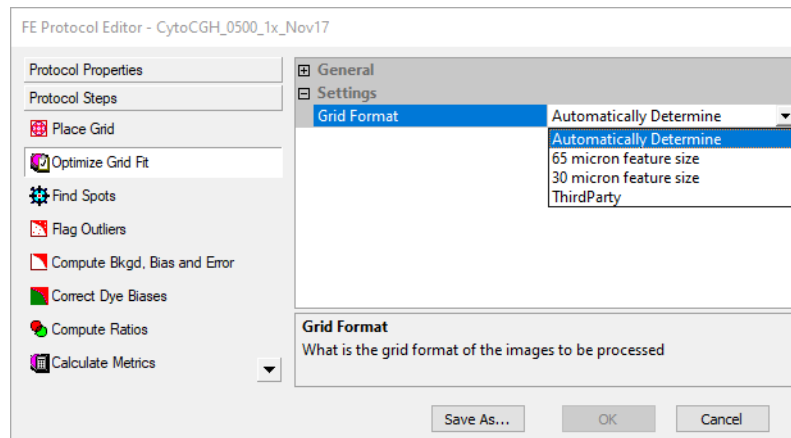 FE Protocol Editor - CytoCGH_0500_1x_Nov17
Protocol Properties
Protocol Steps
Place Grid
Optimize Grid Fit
Find Spots
Flag Outliers
Compute Bkgd, Bias and Error
Correct Dye Biases
Compute Ratios
Calculate Metrics
General
Settings
Grid Format Automatically Determine
Automatically Determine
65 micron feature size
30 micron feature size
ThirdParty
Grid Format
What is the grid format of the images to be processed
Save As... OK Cancel